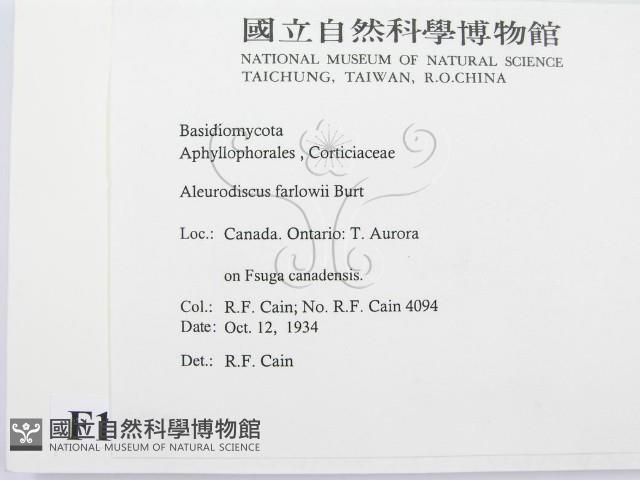 國立自然科學博物館
NATIONAL MUSEUM OF NATURAL SCIENCE
TAICHUNG, TAIWAN, R.O.CHINA
Basidiomycota
Aphyllophorales , Corticiaceae
Aleurodiscus farlowii Burt
Loc.: Canada. Ontario: T. Aurora
on Fsuga canadensis.
Col.: R.F. Cain; No. R.F. Cain 4094
Date: Oct. 12, 1934
Det.: R.F. Cain
F1
國立自然科學博物館
NATIONAL MUSEUM OF NATURAL SCIENCE